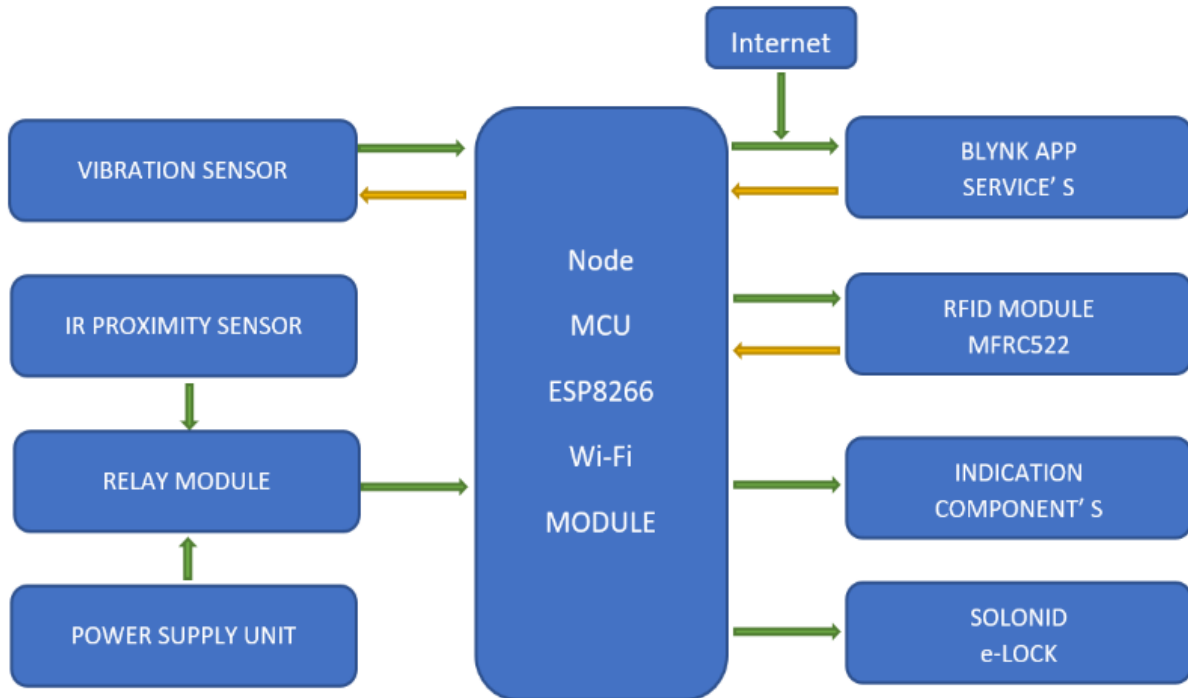 Internet
VIBRATION SENSOR
BLYNK APP
SERVICE' S
Node
MCU
ESP8266
Wi-Fi
MODULE
IR PROXIMITY SENSOR
RFID MODULE
MFRC522
RELAY MODULE
INDICATION
COMPONENT' S
POWER SUPPLY UNIT
SOLONID
e-LOCK